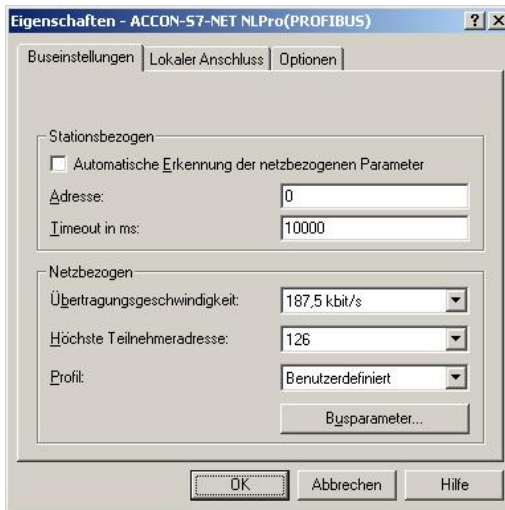 Eigenschaften - ACCON-S7-NET NLPro(PROFIBUS)
Buseinstellungen Lokaler Anschluss Optionen
Stationsbezogen
Automatische Erkennung der netzbezogenen Parameter
Adresse: 0
Timeout in ms: 10000
Netzbezogen
Übertragungsgeschwindigkeit: 187,5 kbit/s
Höchste Teilnehmeradresse: 126
Profil: Benutzerdefiniert
Busparameter...
OK Abbrechen Hilfe